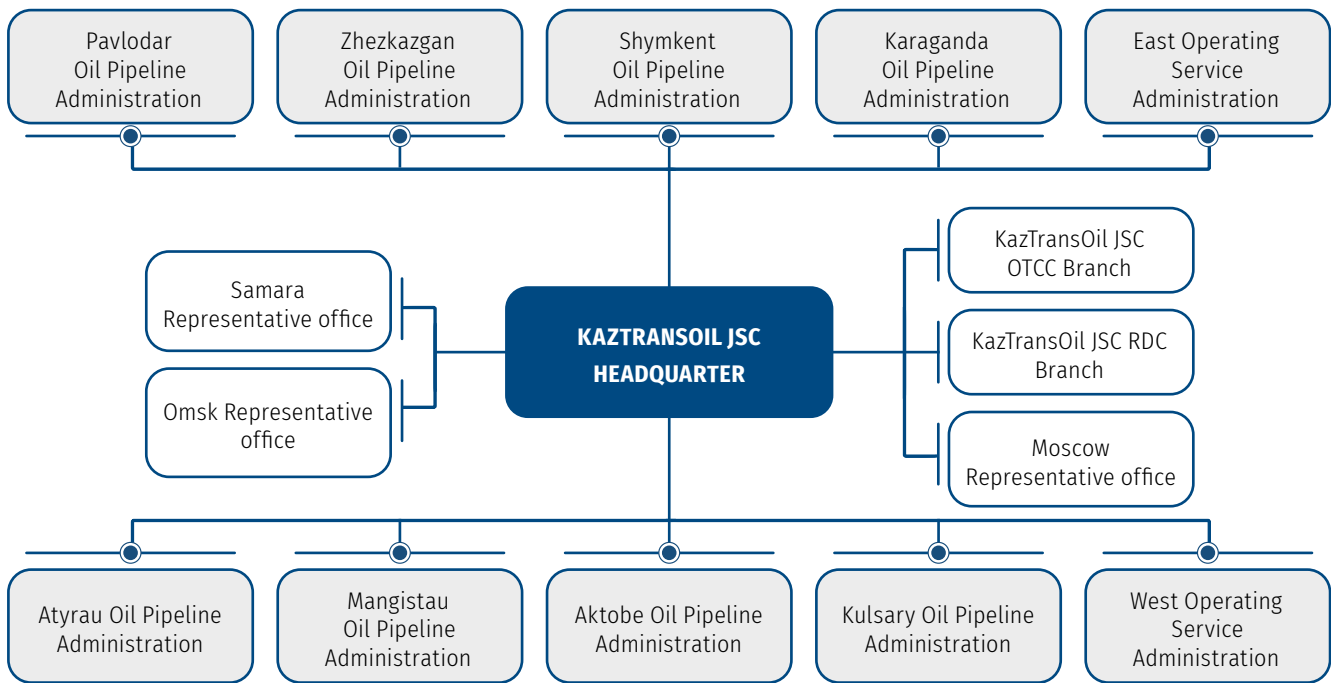 Pavlodar
Oil Pipeline
Administration
Zhezkazgan
Oil Pipeline
Administration
Shymkent
Oil Pipeline
Administration
Karaganda
Oil Pipeline
Administration
East Operating
Service
Administration
Samara
Representative office
Omsk Representative
office
KAZTRANSOIL JSC
HEADQUARTER
KazTransOil JSC
OTCC Branch
KazTransOil JSC RDC
Branch
Moscow
Representative office
Atyrau Oil Pipeline
Administration
Mangistau
Oil Pipeline
Administration
Aktobe Oil Pipeline
Administration
Kulsary Oil Pipeline
Administration
West Operating
Service
Administration